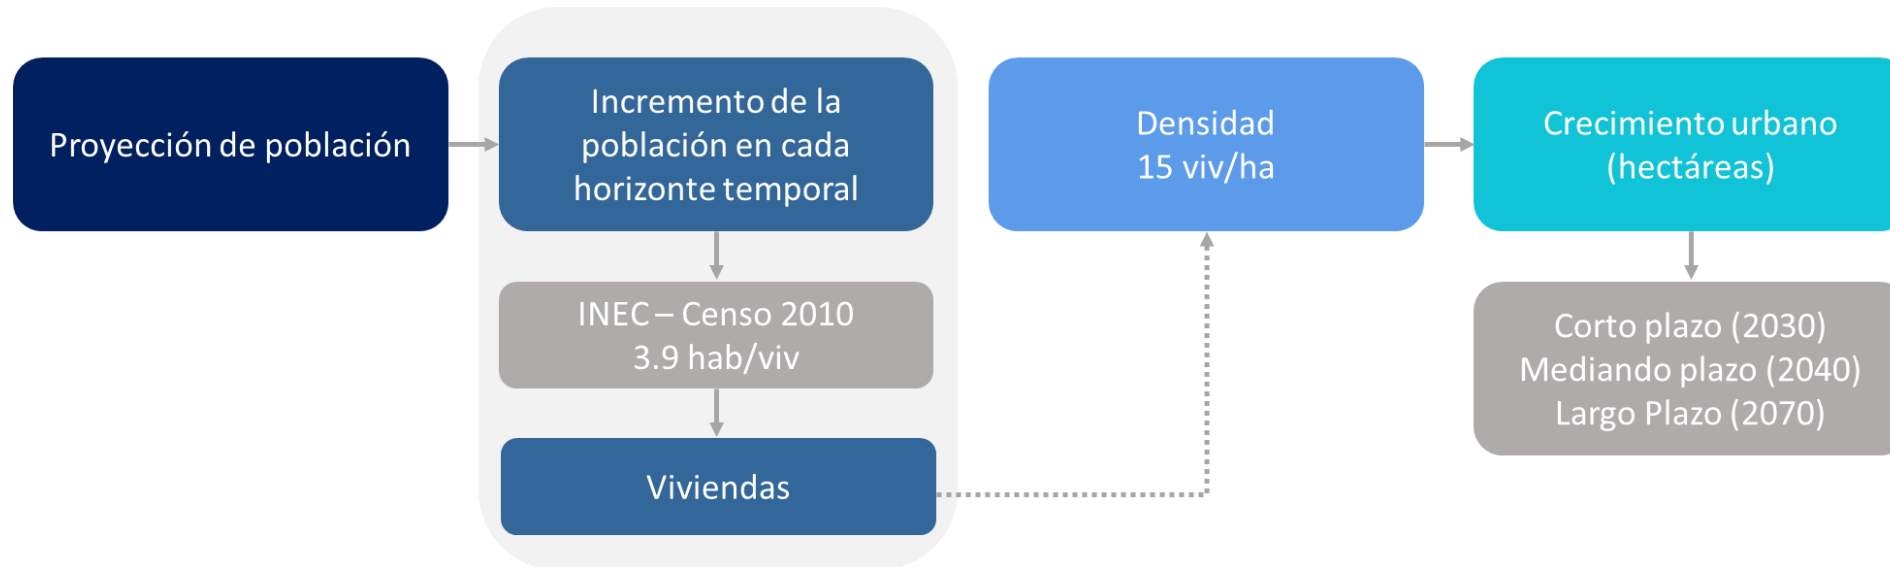 Proyección de población
Incremento de la
población en cada
horizonte temporal
INEC – Censo 2010
3.9 hab/viv
Viviendas
Densidad
15 viv/ha
Crecimiento urbano
(hectáreas)
Corto plazo (2030)
Mediando plazo (2040)
Largo Plazo (2070)